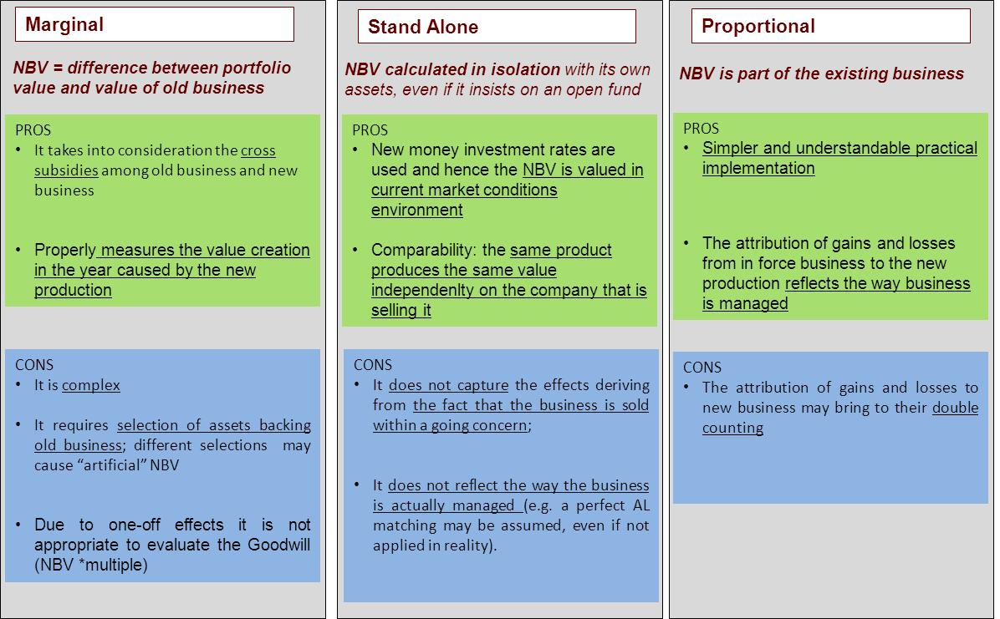 Marginal
NBV = difference between portfolio
value and value of old business
PROS
• It takes into consideration the cross
subsidies among old business and new
business
• Properly measures the value creation
in the year caused by the new
production
CONS
• It is complex
• It requires selection of assets backing
old business; different selections may
cause “artificial” NBV
• Due to one-off effects it is not
appropriate to evaluate the Goodwill
(NBV *multiple)
Stand Alone
NBV calculated in isolation with its own
assets, even if it insists on an open fund
PROS
• New money investment rates are
used and hence the NBV is valued in
current market conditions
environment
• Comparability: the same product
produces the same value
independenlty on the company that is
selling it
CONS
• It does not capture the effects deriving
from the fact that the business is sold
within a going concern;
• It does not reflect the way the business
is actually managed (e.g. a perfect AL
matching may be assumed, even if not
applied in reality).
Proportional
NBV is part of the existing business
PROS
• Simpler and understandable practical
implementation
• The attribution of gains and losses
from in force business to the new
production reflects the way business
is managed
CONS
• The attribution of gains and losses to
new business may bring to their double
counting